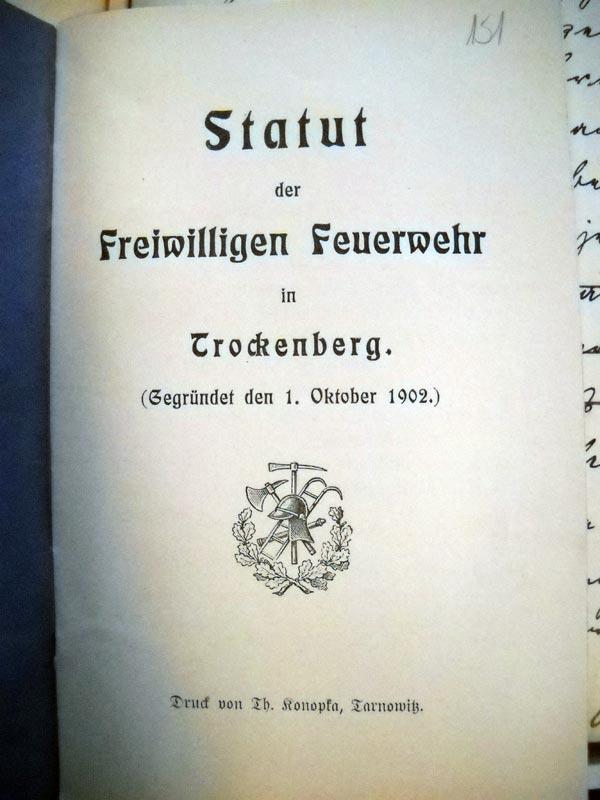 151
Statut
der
Freiwilligen Feuerwehr
in
Trockenberg.
(Gegründet den 1. Oktober 1902.)
Druck von Th. Konopka, Tarnowitz.